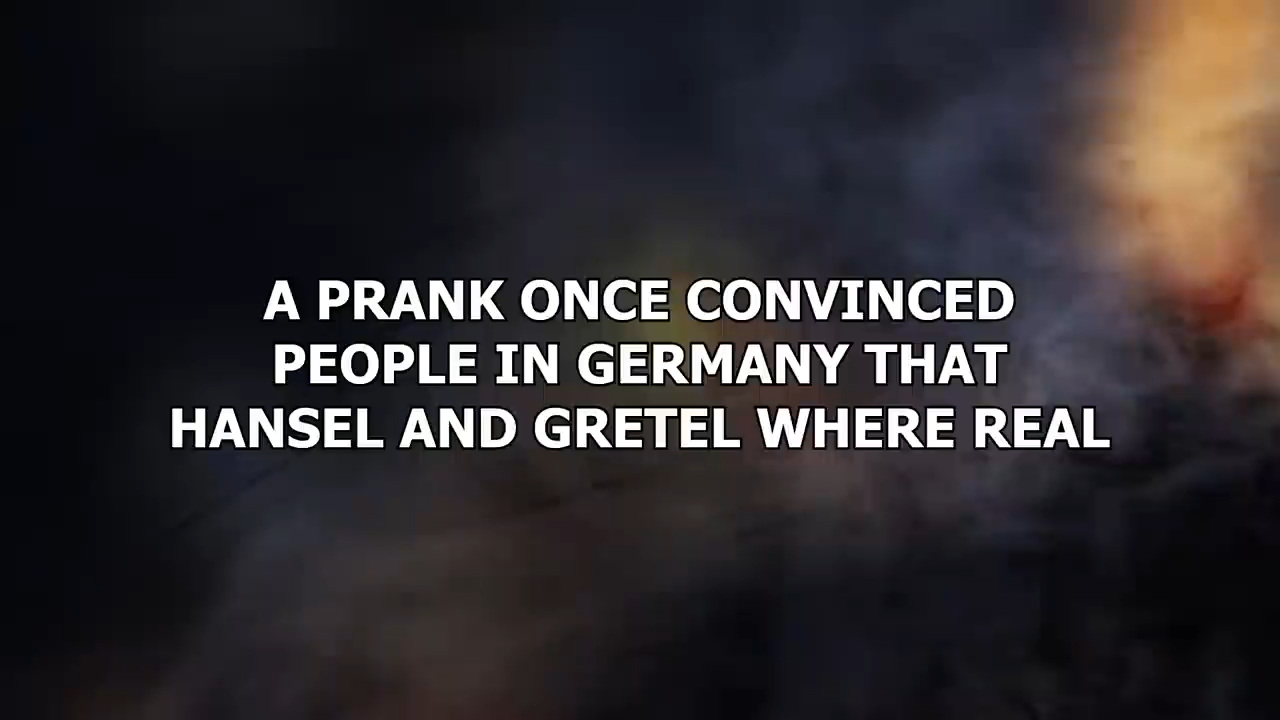 A PRANK ONCE CONVINCED
PEOPLE IN GERMANY THAT
HANSEL AND GRETEL WHERE REAL